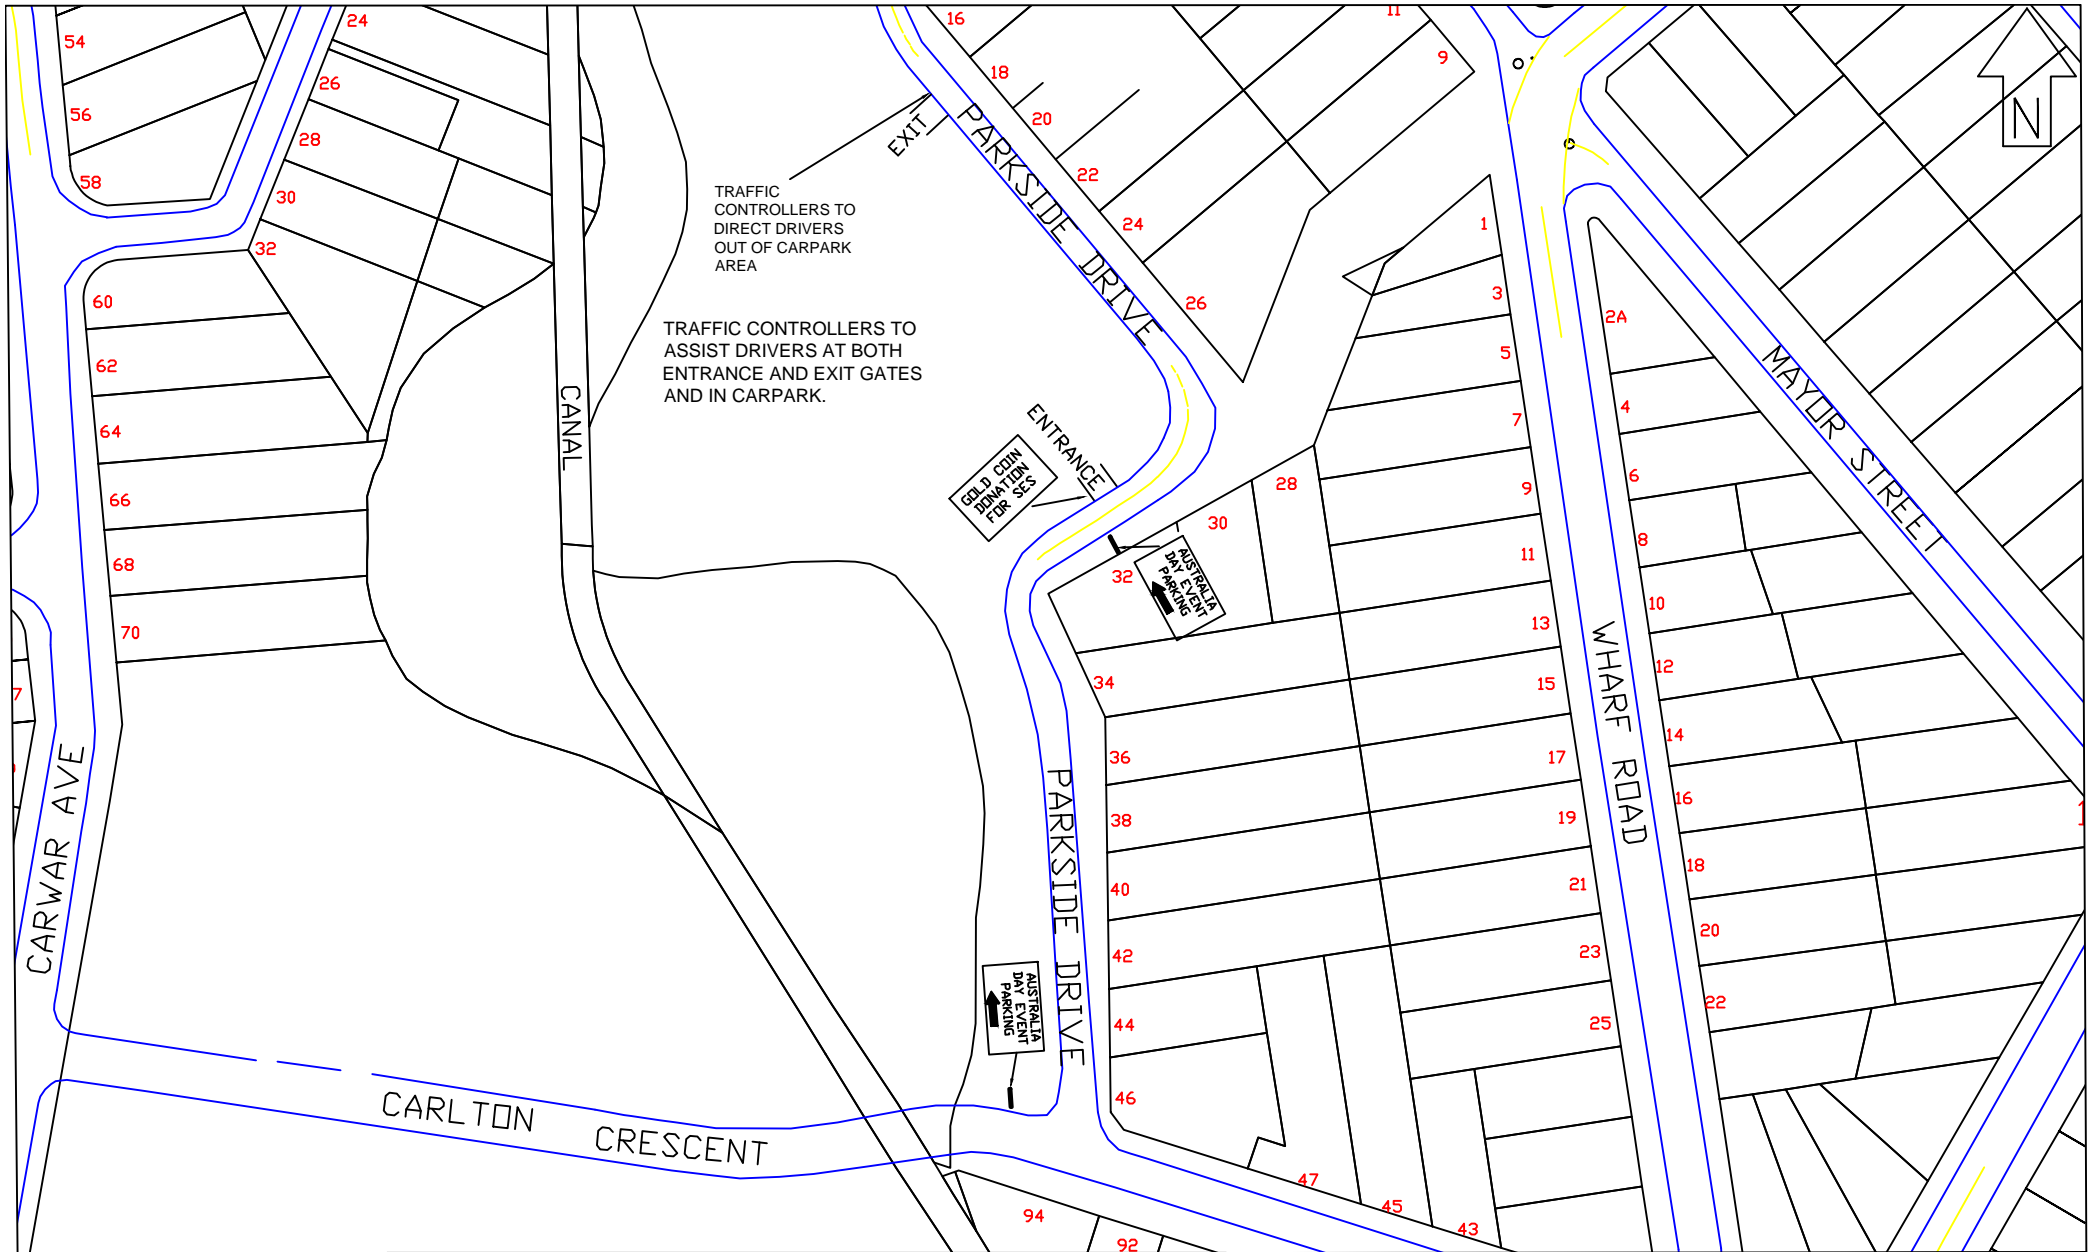 54
56
58
24
26
28
30
32
60
62
64
66
68
70
7
CARWAR AVE
CANAL
CARLTON
CRESCENT
EXIT
TRAFFIC
CONTROLLERS TO
DIRECT DRIVERS
OUT OF CARPARK
AREA
TRAFFIC CONTROLLERS TO
ASSIST DRIVERS AT BOTH
ENTRANCE AND EXIT GATES
AND IN CARPARK.
ENTRANCE
GOLD COIN
DONATION
FOR SES
PARKSIDE DRIVE
16
18
20
22
24
26
28
30
32
AUSTRALIA
DAY EVENT
PARKING
34
36
38
40
42
44
46
PARKSIDE DRIVE
AUSTRALIA
DAY EVENT
PARKING
94
92
47
45
43
11
9
1
3
5
7
9
11
13
15
17
19
21
23
25
WHARF ROAD
2A
4
6
8
10
12
14
16
18
20
22
MAYOR STREET
N